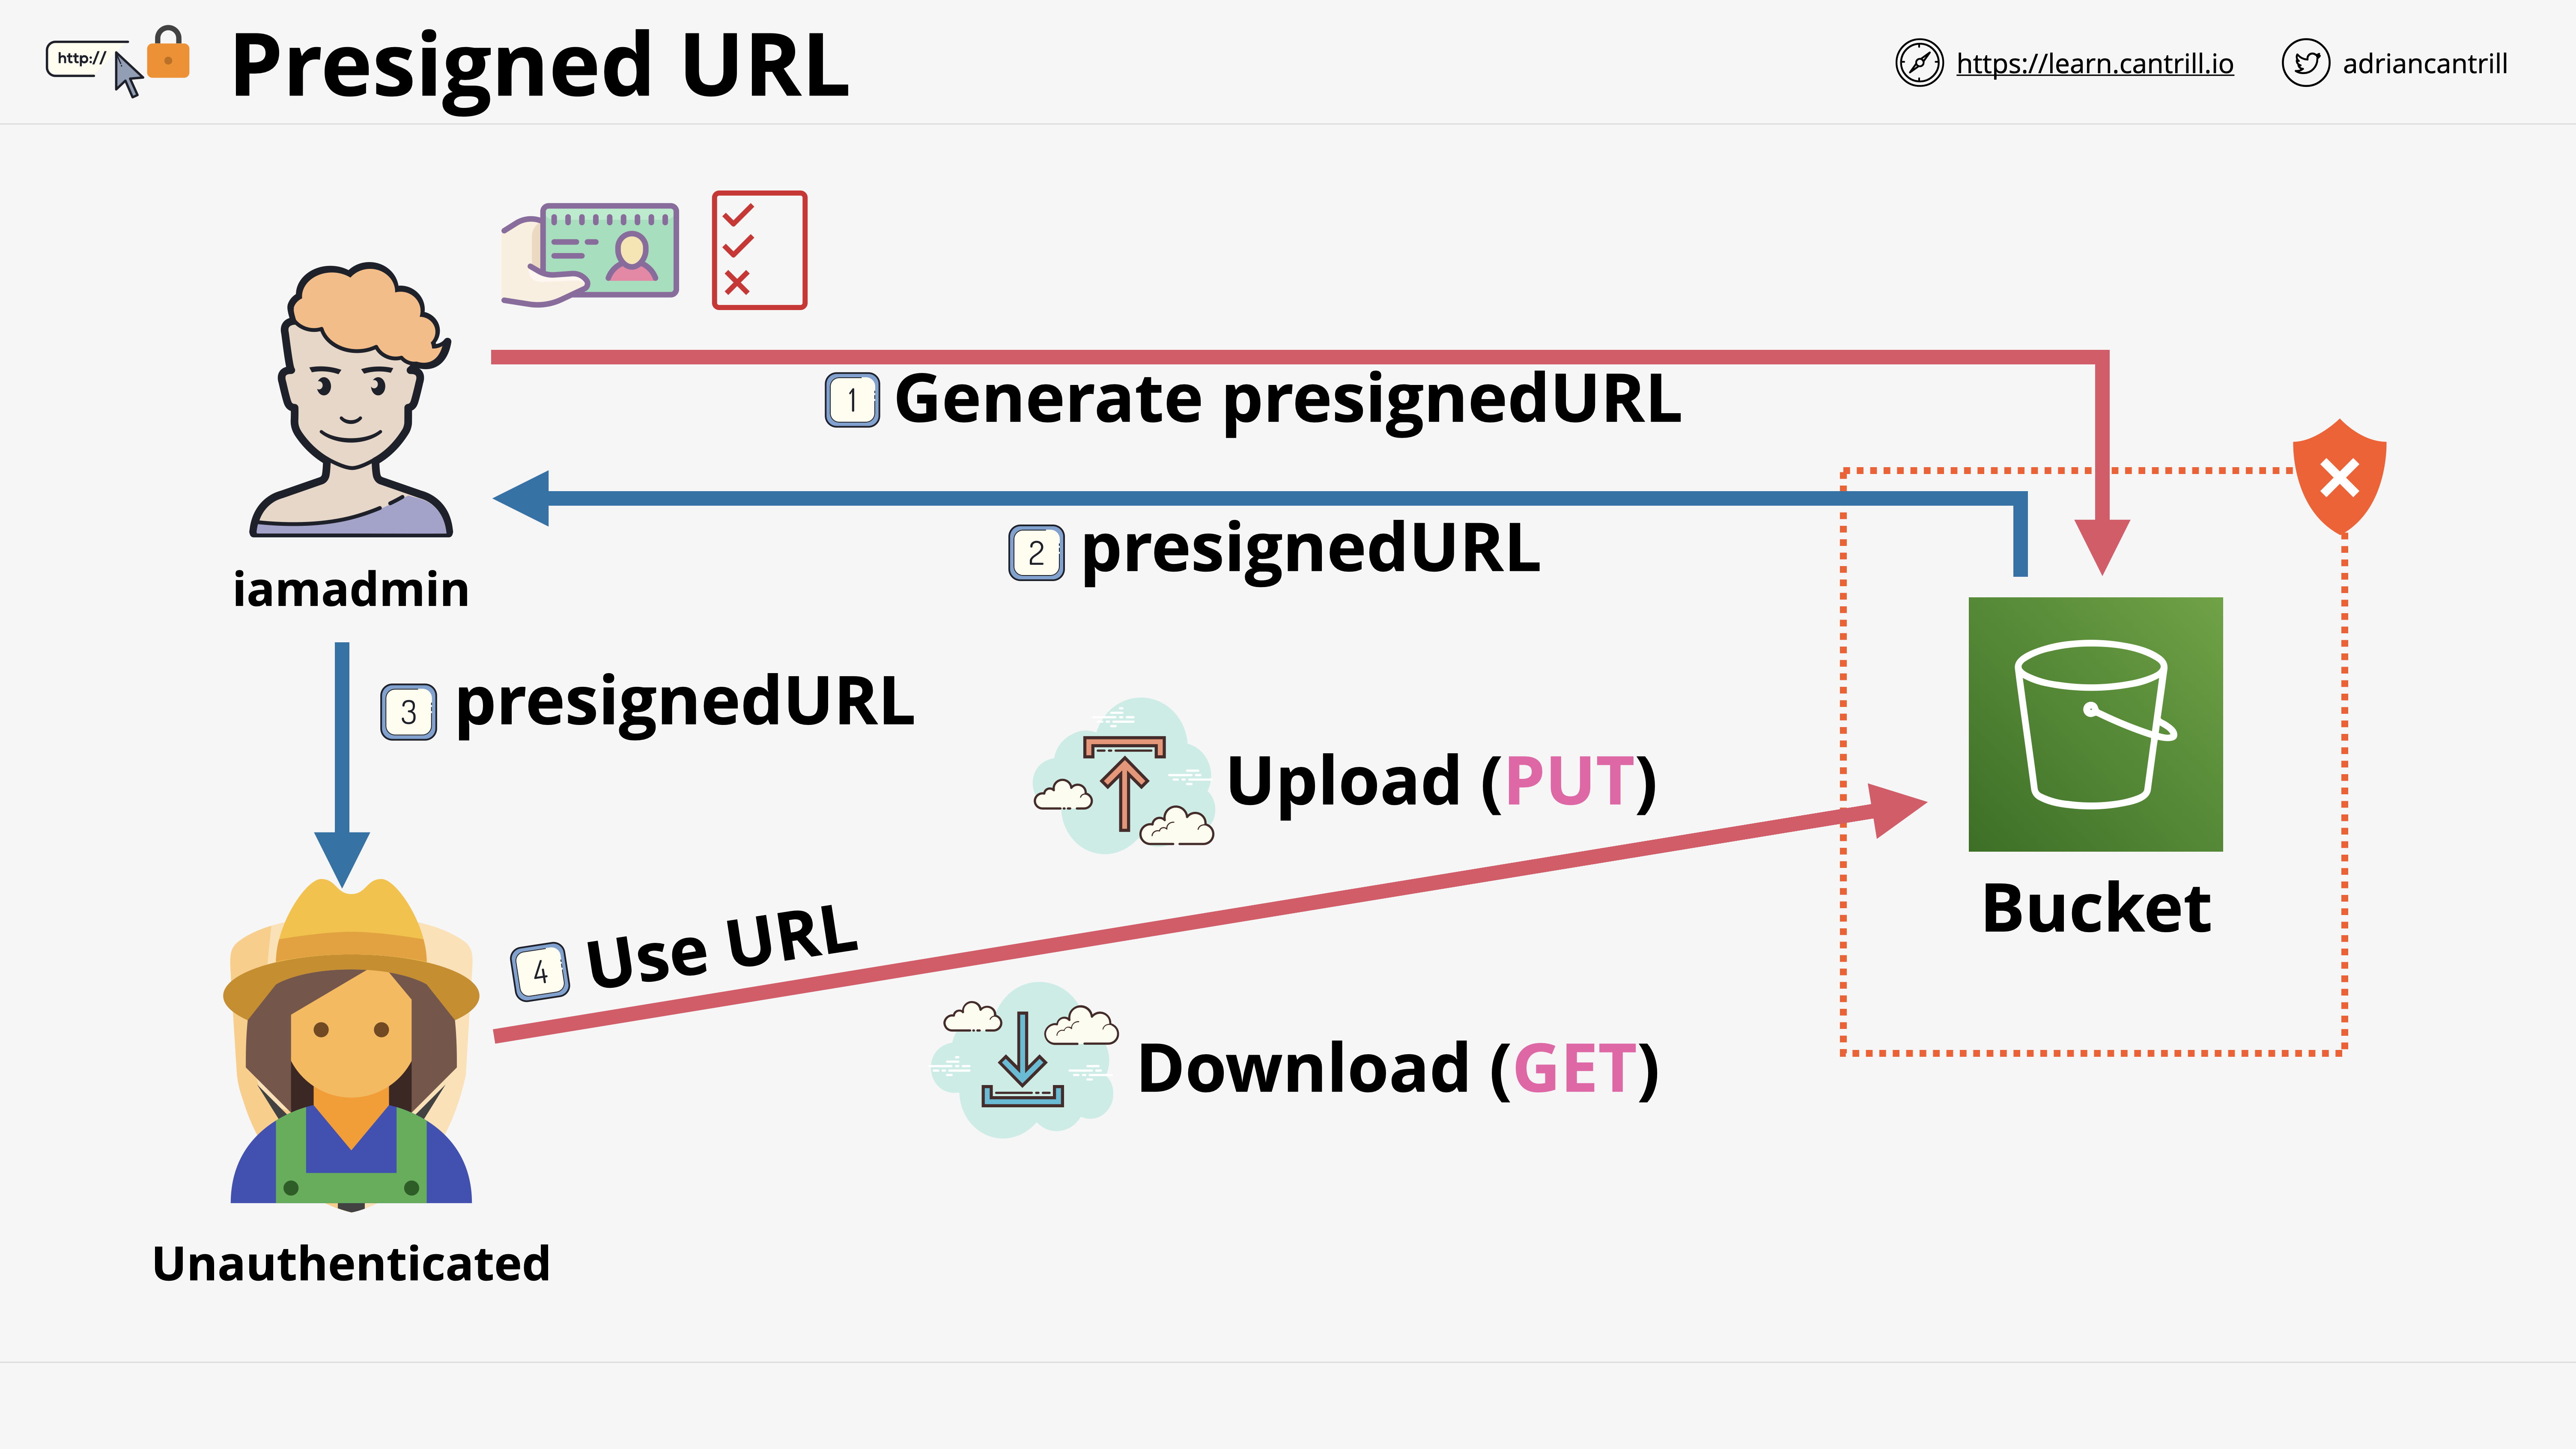 http://
Presigned URL
https://learn.cantrill.io
adriancantrill
1 Generate presignedURL
2 presignedURL
iamadmin
3 presignedURL
Upload (PUT)
Bucket
4 Use URL
Download (GET)
Unauthenticated